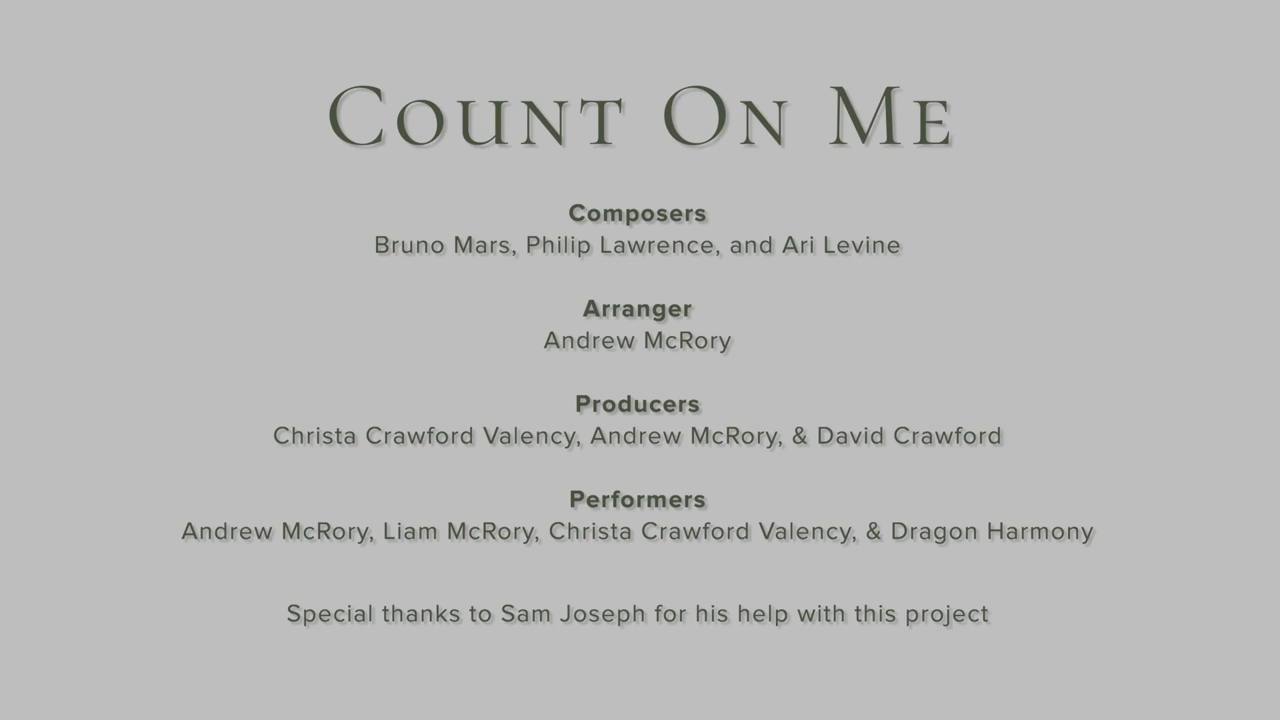 Count On Me
Composers
Bruno Mars, Philip Lawrence, and Ari Levine
Arranger
Andrew McRory
Producers
Christa Crawford Valency, Andrew McRory, & David Crawford
Performers
Andrew McRory, Liam McRory, Christa Crawford Valency, & Dragon Harmony
Special thanks to Sam Joseph for his help with this project